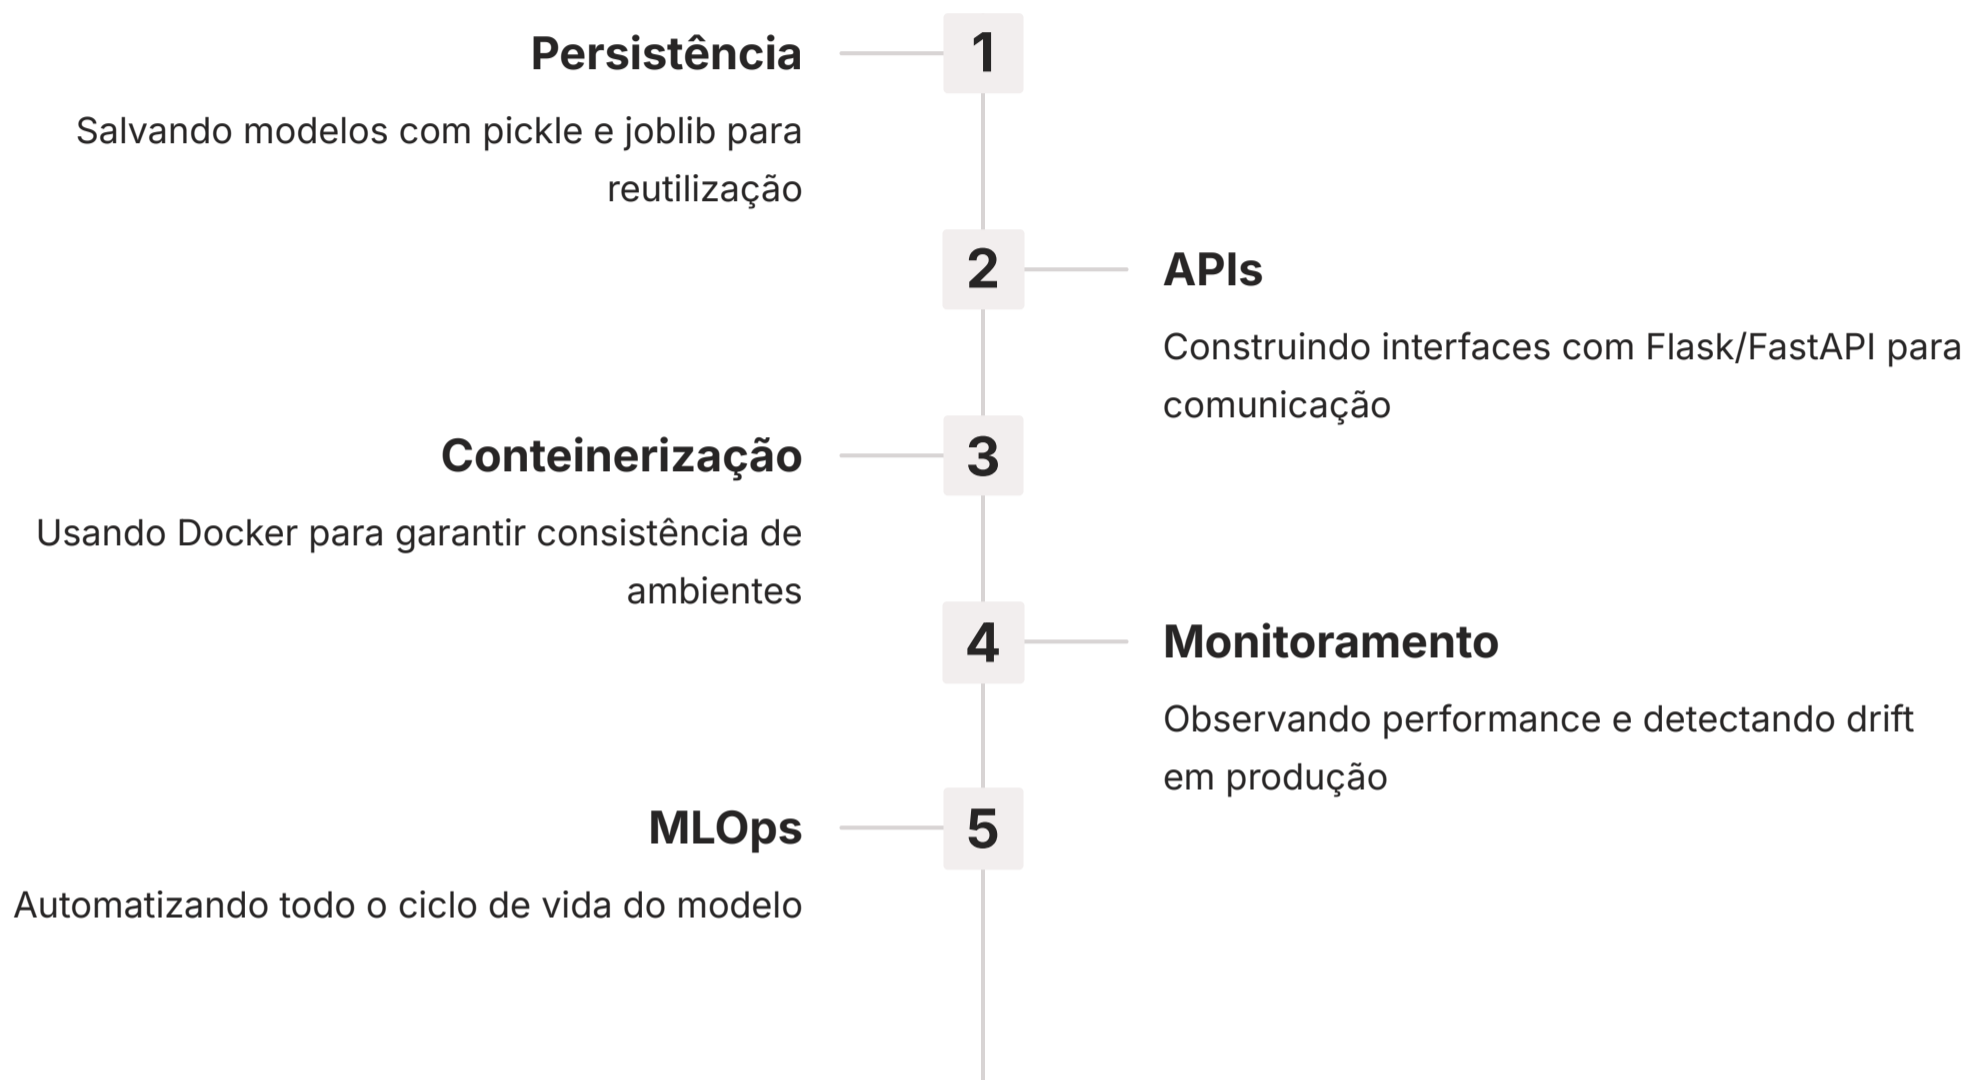 1
Persistência
Salvando modelos com pickle e joblib para
reutilização
2
APIs
Construindo interfaces com Flask/FastAPI para
comunicação
3
Conteinerização
Usando Docker para garantir consistência de
ambientes
4
Monitoramento
Observando performance e detectando drift
em produção
5
MLOps
Automatizando todo o ciclo de vida do modelo